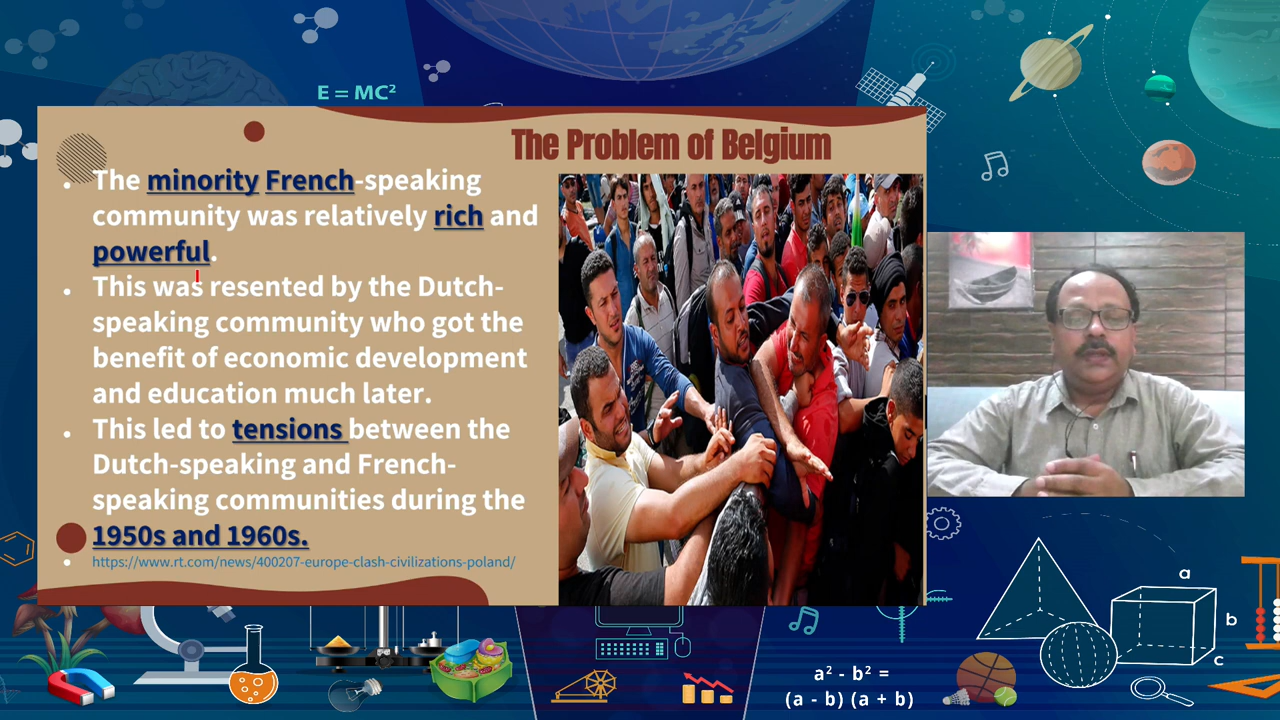 E = MC²
The Problem of Belgium
• The minority French-speaking
community was relatively rich and
powerful.
• This was resented by the Dutch-
speaking community who got the
benefit of economic development
and education much later.
• This led to tensions between the
Dutch-speaking and French-
speaking communities during the
1950s and 1960s.
• https://www.rt.com/news/400207-europe-clash-civilizations-poland/
a
b
c
a² - b² =
(a - b) (a + b)